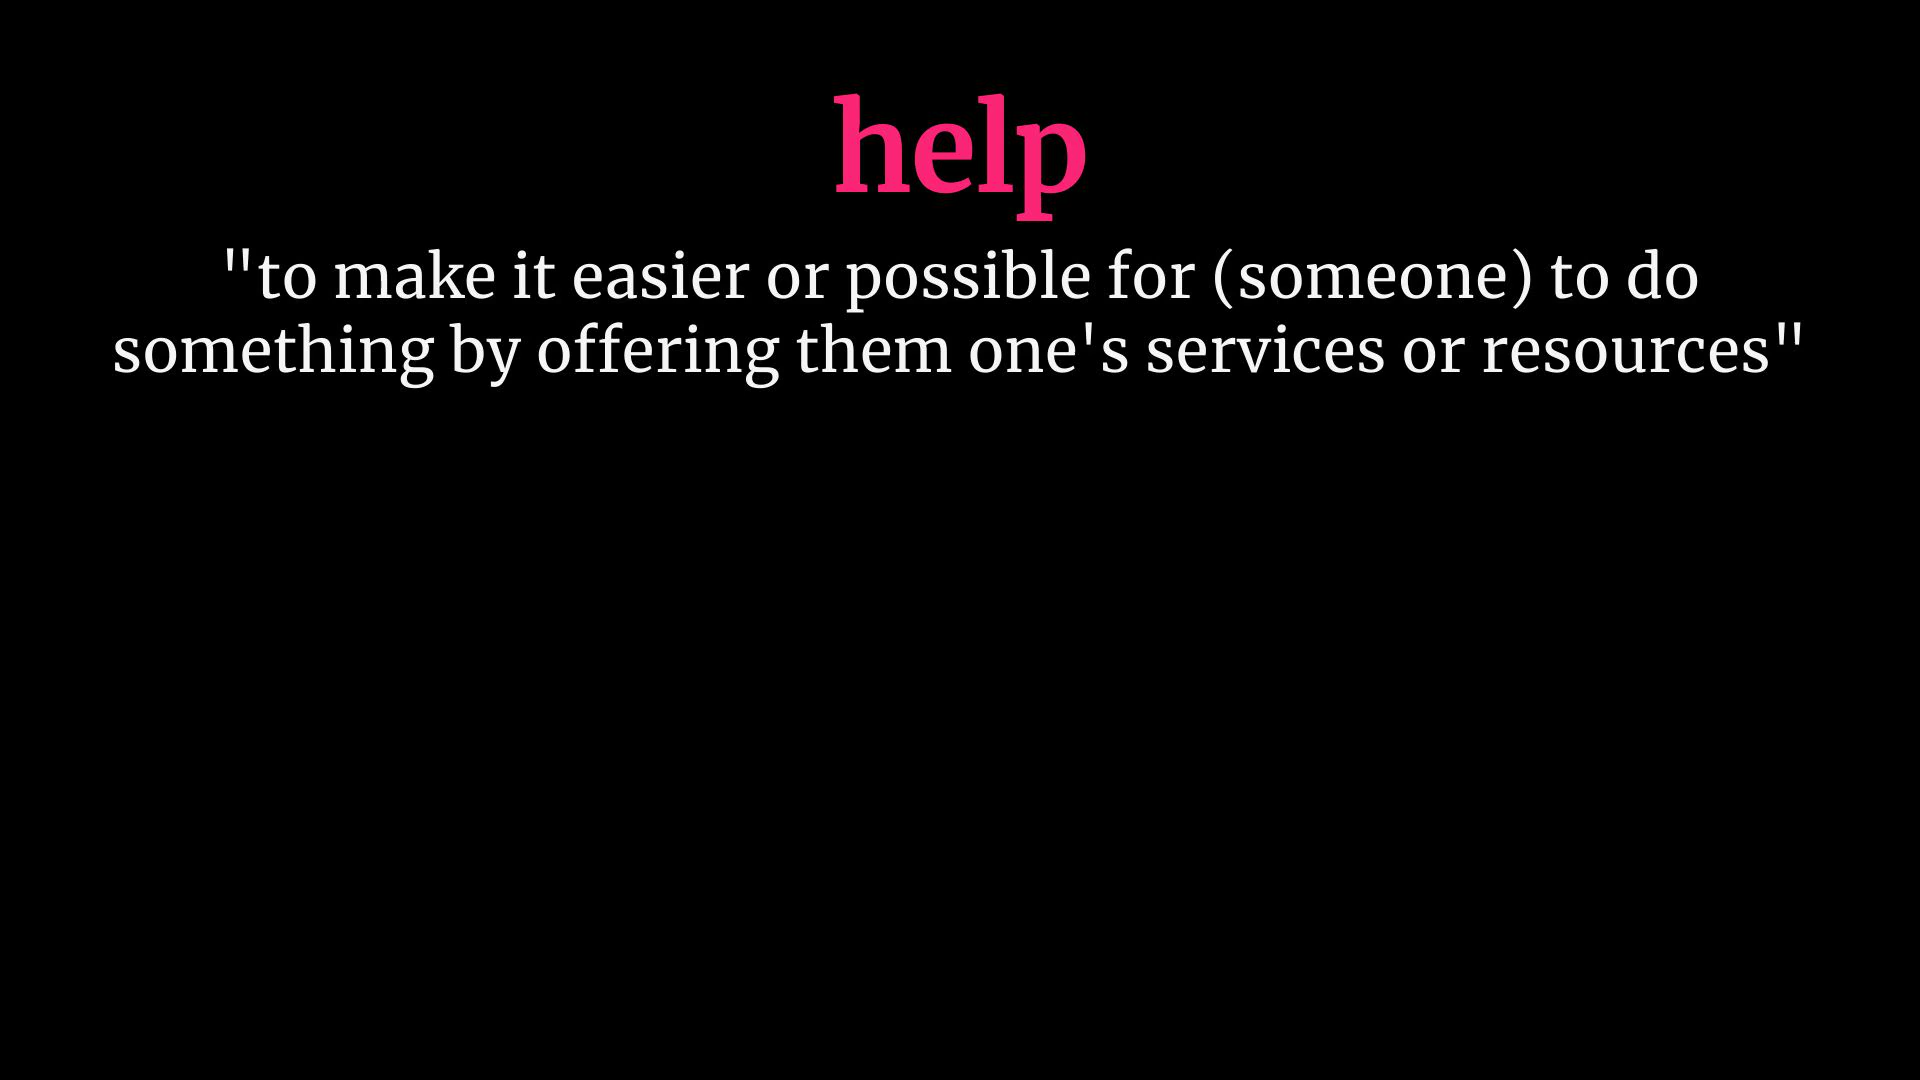 help
"to make it easier or possible for (someone) to do
something by offering them one's services or resources"